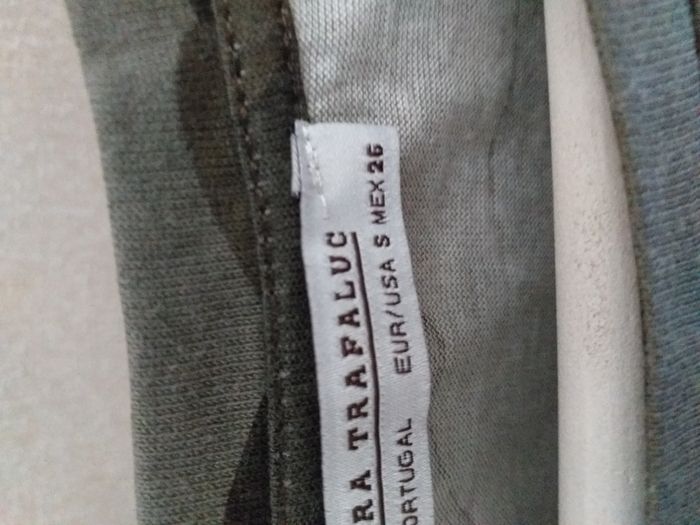 RA TRAFALUC
ORTUGAL EUR/USA S MEX 26